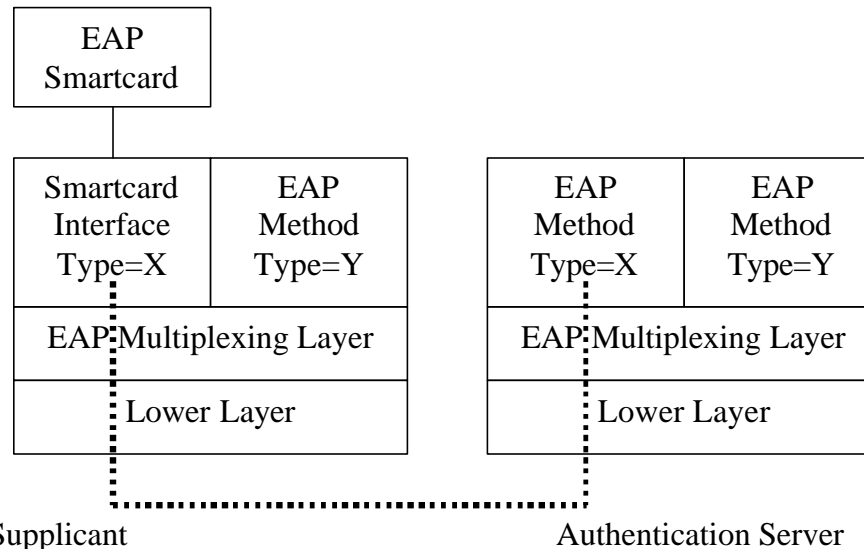 EAP
Smartcard
Smartcard
Interface
Type=X
EAP
Method
Type=Y
EAP
Method
Type=X
EAP
Method
Type=Y
EAP Multiplexing Layer
EAP Multiplexing Layer
Lower Layer
Lower Layer
Supplicant
Authentication Server